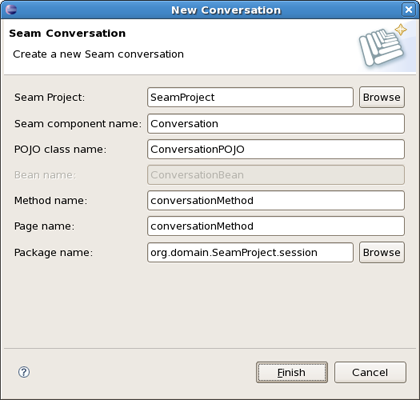 New Conversation
Seam Conversation
Create a new Seam conversation
Seam Project: SeamProject Browse
Seam component name: Conversation
POJO class name: ConversationPOJO
Bean name: ConversationBean
Method name: conversationMethod
Page name: conversationMethod
Package name: org.domain.SeamProject.session Browse
? Finish Cancel